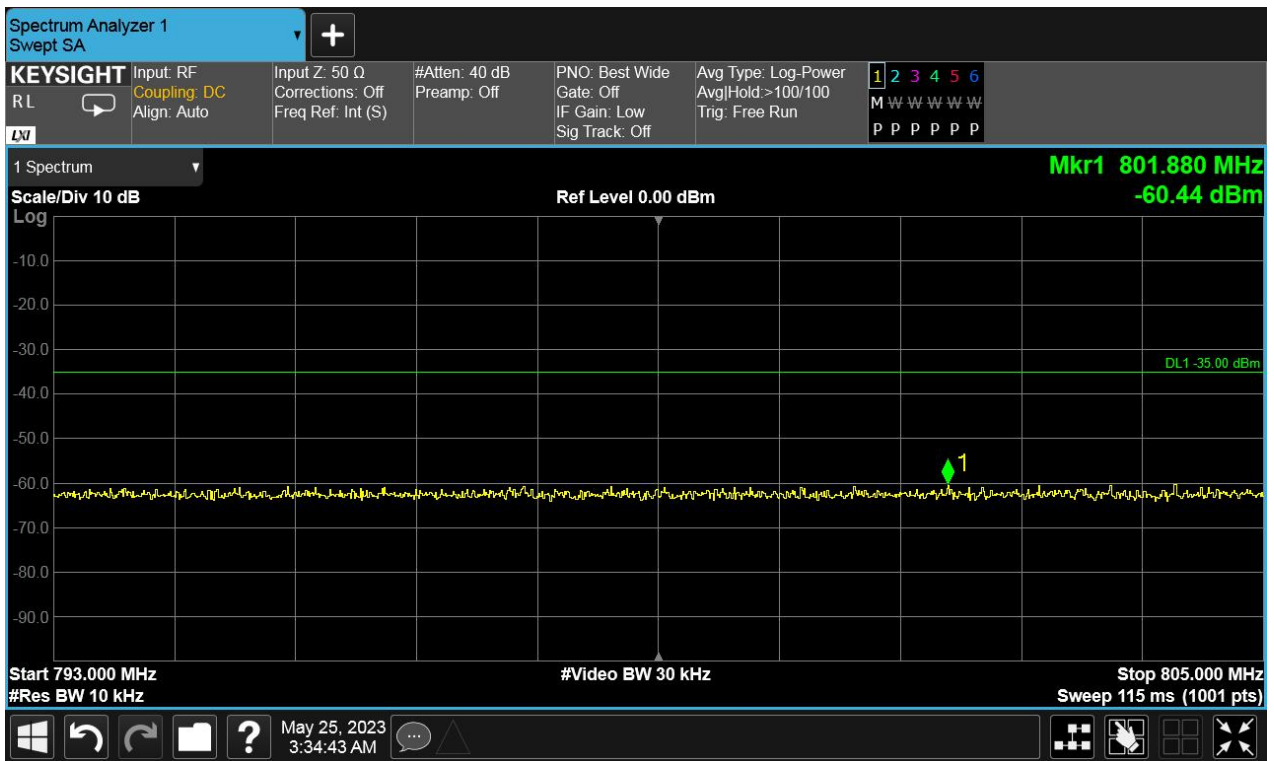 Spectrum Analyzer 1
Swept SA
KEYSIGHT
RL
LXI
Input: RF
Coupling: DC
Align: Auto
Input Z: 50 Ω
Corrections: Off
Freq Ref: Int (S)
#Atten: 40 dB
Preamp: Off
PNO: Best Wide
Gate: Off
IF Gain: Low
Sig Track: Off
Avg Type: Log-Power
Avg|Hold:>100/100
Trig: Free Run
1 2 3 4 5 6
M W W W W W
P P P P P P
1 Spectrum
Mkr1 801.880 MHz
-60.44 dBm
Scale/Div 10 dB
Ref Level 0.00 dBm
Log
-10.0
-20.0
-30.0
DL1 -35.00 dBm
-40.0
-50.0
1
-60.0
-70.0
-80.0
-90.0
Start 793.000 MHz
#Video BW 30 kHz
Stop 805.000 MHz
#Res BW 10 kHz
Sweep 115 ms (1001 pts)
?
May 25, 2023
3:34:43 AM